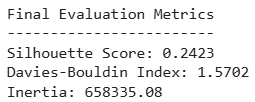 Final Evaluation Metrics
------------------------
Silhouette Score: 0.2423
Davies-Bouldin Index: 1.5702
Inertia: 658335.08